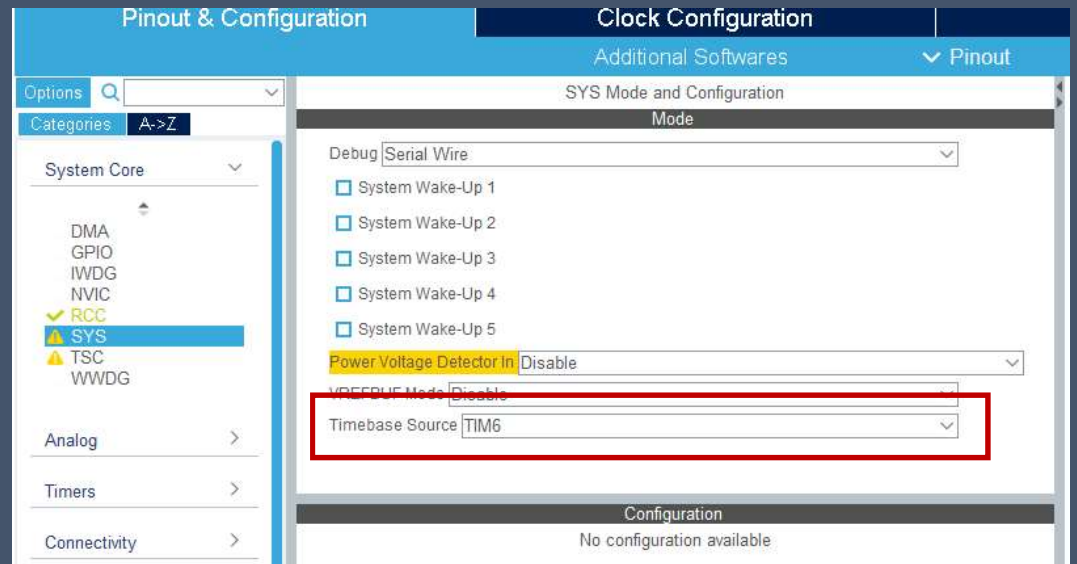 Pinout & Configuration
Clock Configuration
Additional Softwares
Pinout
Options
Categories
A->Z
System Core
DMA
GPIO
IWDG
NVIC
RCC
SYS
TSC
WWDG
Analog
Timers
Connectivity
SYS Mode and Configuration
Mode
Debug Serial Wire
System Wake-Up 1
System Wake-Up 2
System Wake-Up 3
System Wake-Up 4
System Wake-Up 5
Power Voltage Detector In Disable
VREFBUF Mode Disable
Timebase Source TIM6
Configuration
No configuration available